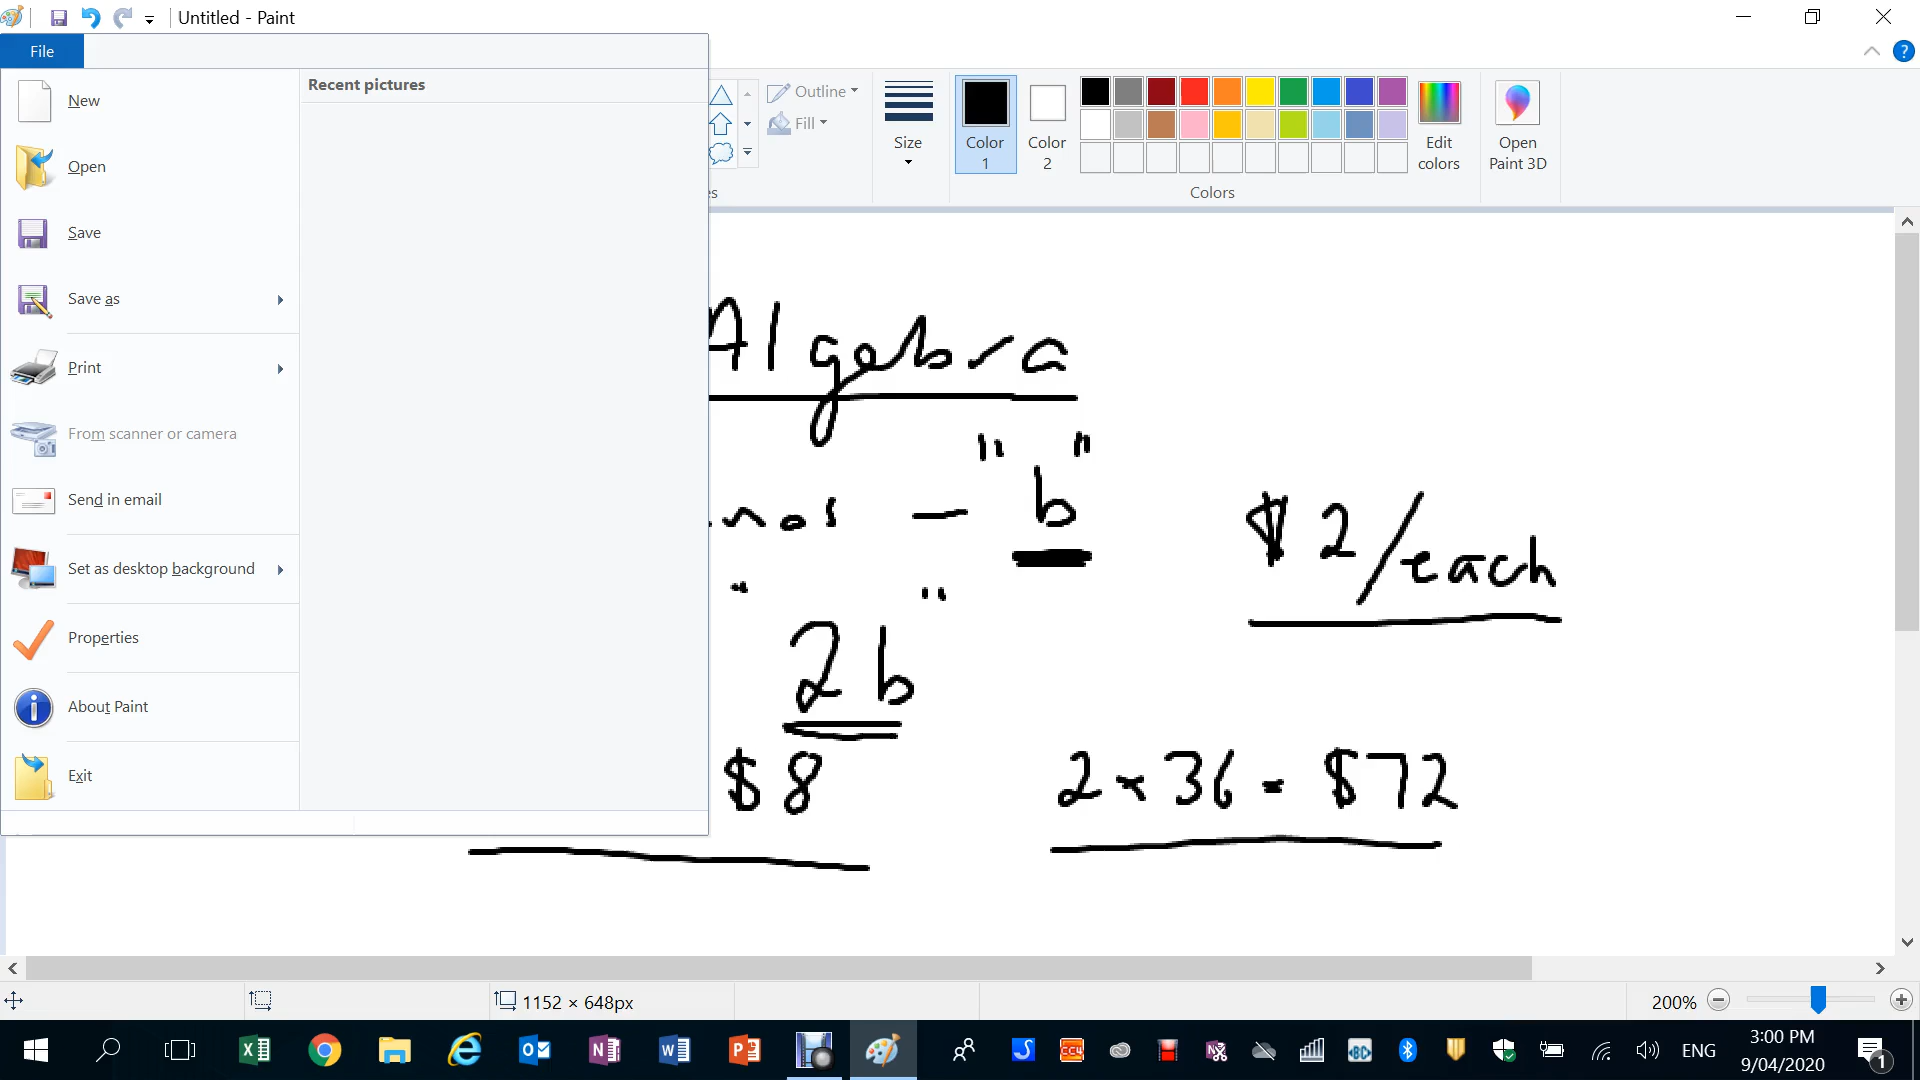 Untitled - Paint
File
Recent pictures
New
Open
Save
Save as
Print
From scanner or camera
Send in email
Set as desktop background
Properties
About Paint
Exit
Outline
Fill
Size
Color 1
Color 2
Edit colors
Open Paint 3D
es
Colors
Algebra
nos - "b"
$2/each
" "
2b
$8
2 × 36 = $72
1152 × 648px
200%
ENG
3:00 PM
9/04/2020
1